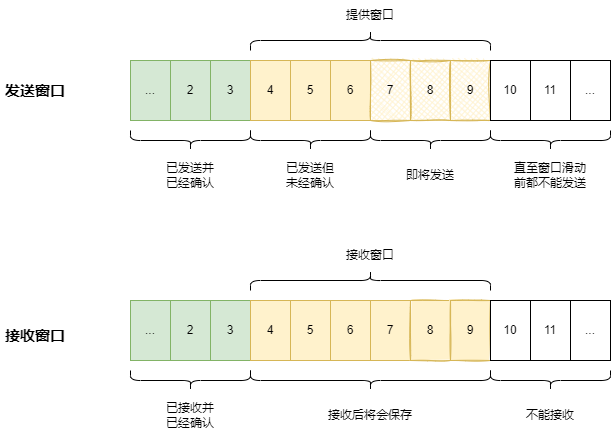 提供窗口
发送窗口
... 2 3 4 5 6 7 8 9 10 11 ...
已发送并
已经确认
已发送但
未经确认
即将发送
直至窗口滑动
前都不能发送
接收窗口
接收窗口
... 2 3 4 5 6 7 8 9 10 11 ...
已接收并
已经确认
接收后将会保存
不能接收